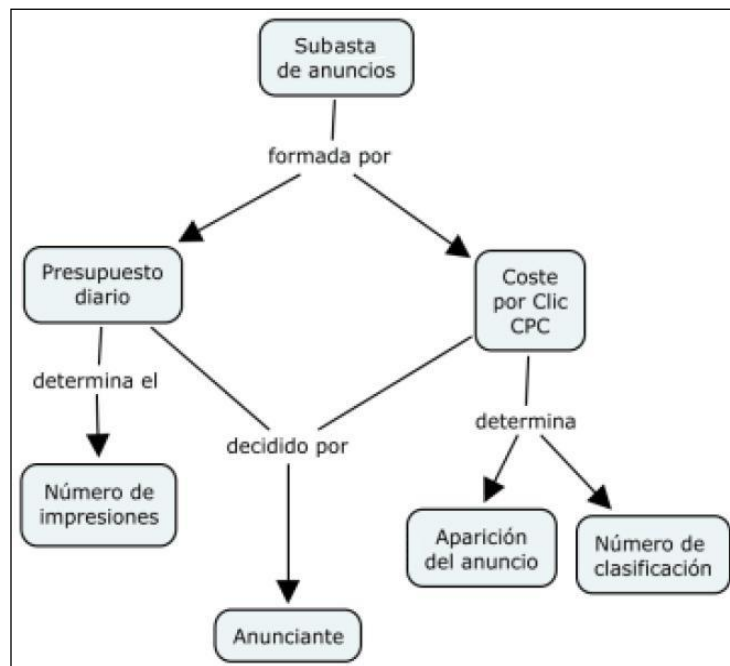 Subasta
de anuncios
formada por
Presupuesto
diario
Coste
por Clic
CPC
determina el
decidido por
determina
Número de
impresiones
Aparición
del anuncio
Número de
clasificación
Anunciante